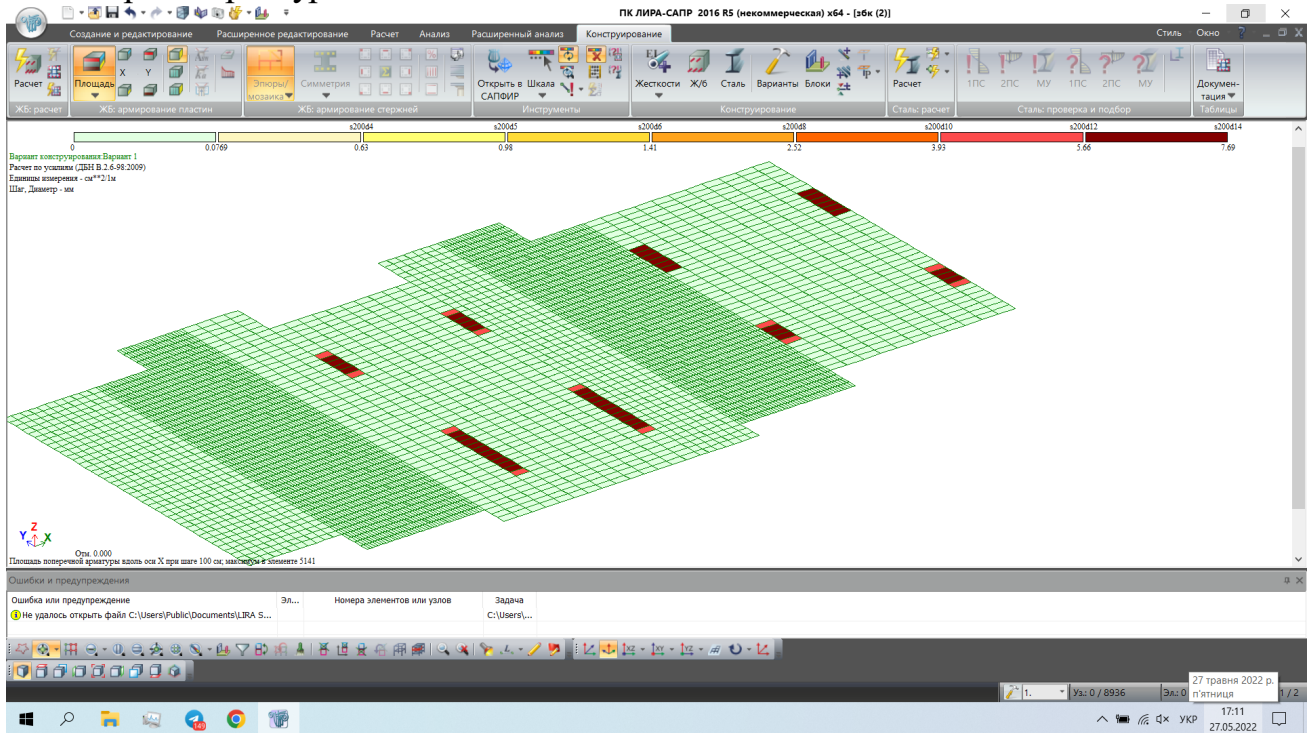 ПК ЛИРА-САПР 2016 R5 (некоммерческая) x64 - [збк (2)]
Создание и редактирование Расширенное редактирование Расчет Анализ Расширенный анализ Конструирование Стиль Окно
Расчет Площадь X Y Эпюры/ мозаика Симметрия Открыть в САПФИР Шкала Жесткости Ж/б Сталь Варианты Блоки Расчет 1ПС 2ПС МУ 1ПС 2ПС МУ Докумен- тация
ЖБ: расчет ЖБ: армирование пластин ЖБ: армирование стержней Инструменты Конструирование Сталь: расчет Сталь: проверка и подбор Таблицы
s200d4 s200d5 s200d6 s200d8 s200d10 s200d12 s200d14
0 0.0769 0.63 0.98 1.41 2.52 3.93 5.66 7.69
Вариант конструирования:Вариант 1
Расчет по усилиям (ДБН В.2.6-98:2009)
Единицы измерения - см**2/1м
Шаг, Диаметр - мм
Z
Y X
Отм. 0.000
Площадь поперечной арматуры вдоль оси X при шаге 100 см; максимум в элементе 5141
Ошибки и предупреждения
Ошибка или предупреждение Эл... Номера элементов или узлов Задача
Не удалось открыть файл C:\Users\Public\Documents\LIRA S... C:\Users\...
27 травня 2022 р.
п'ятниця
1. Уз.: 0 / 8936 Эл.: 0 1 / 2
149
УКР
17:11
27.05.2022